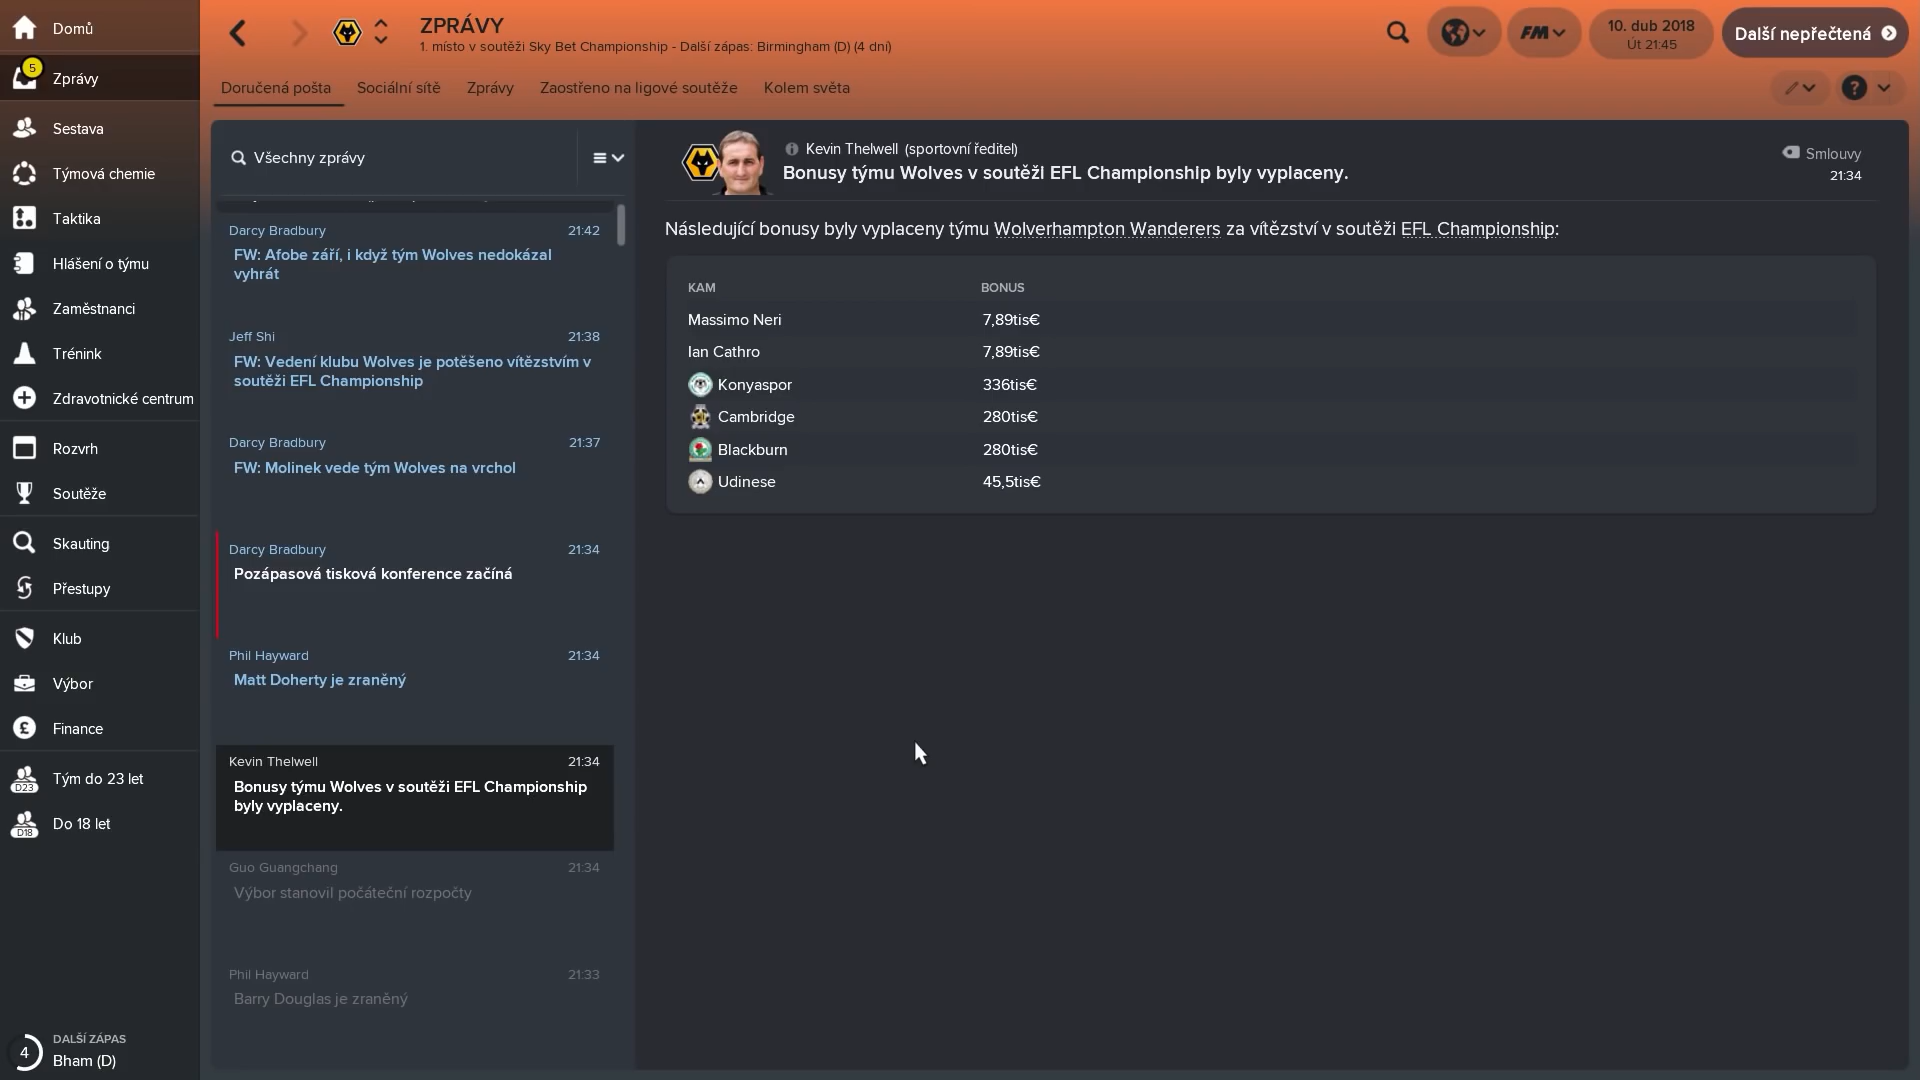 Domů
5
Zprávy
Sestava
Týmová chemie
Taktika
Hlášení o týmu
Zaměstnanci
Trénink
Zdravotnické centrum
Rozvrh
Soutěže
Skauting
Přestupy
Klub
Výbor
£ Finance
D23 Tým do 23 let
D18 Do 18 let
4
DALŠÍ ZÁPAS
Bham (D)
ZPRÁVY
1. místo v soutěži Sky Bet Championship - Další zápas: Birmingham (D) (4 dní)
FM
10. dub 2018
Út 21:45
Další nepřečtená
Doručená pošta Sociální sítě Zprávy Zaostřeno na ligové soutěže Kolem světa
?
Všechny zprávy
Darcy Bradbury 21:42
FW: Afobe září, i když tým Wolves nedokázal
vyhrát
Jeff Shi 21:38
FW: Vedení klubu Wolves je potěšeno vítězstvím v
soutěži EFL Championship
Darcy Bradbury 21:37
FW: Molinek vede tým Wolves na vrchol
Darcy Bradbury 21:34
Pozápasová tisková konference začíná
Phil Hayward 21:34
Matt Doherty je zraněný
Kevin Thelwell 21:34
Bonusy týmu Wolves v soutěži EFL Championship
byly vyplaceny.
Guo Guangchang 21:34
Výbor stanovil počáteční rozpočty
Phil Hayward 21:33
Barry Douglas je zraněný
Kevin Thelwell (sportovní ředitel)
Bonusy týmu Wolves v soutěži EFL Championship byly vyplaceny.
Smlouvy
21:34
Následující bonusy byly vyplaceny týmu Wolverhampton Wanderers za vítězství v soutěži EFL Championship:
KAM BONUS
Massimo Neri 7,89tis€
Ian Cathro 7,89tis€
Konyaspor 336tis€
Cambridge 280tis€
Blackburn 280tis€
Udinese 45,5tis€